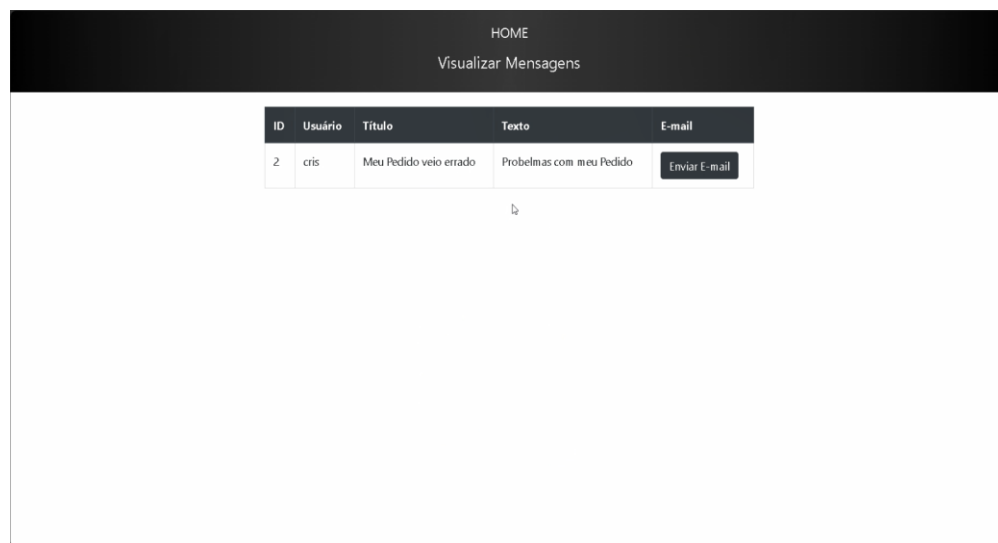 HOME
Visualizar Mensagens
ID Usuário Título Texto E-mail
2 cris Meu Pedido veio errado Probelmas com meu Pedido Enviar E-mail